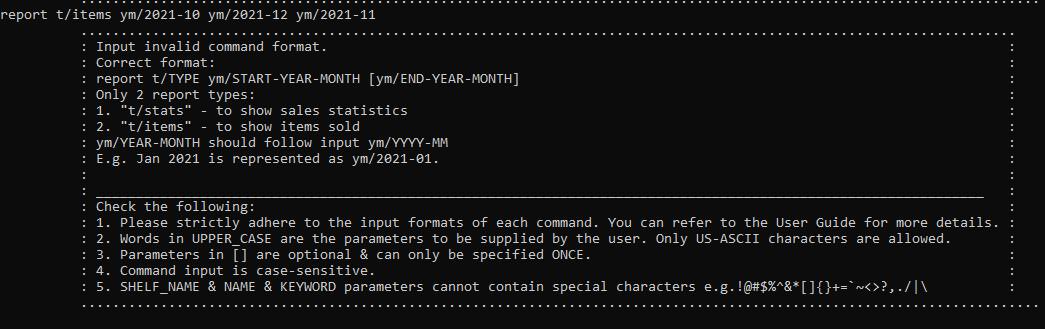 report t/items ym/2021-10 ym/2021-12 ym/2021-11
: Input invalid command format. :
: Correct format: :
: report t/TYPE ym/START-YEAR-MONTH [ym/END-YEAR-MONTH] :
: Only 2 report types: :
: 1. "t/stats" - to show sales statistics :
: 2. "t/items" - to show items sold :
: ym/YEAR-MONTH should follow input ym/YYYY-MM :
: E.g. Jan 2021 is represented as ym/2021-01. :
: Check the following: :
: 1. Please strictly adhere to the input formats of each command. You can refer to the User Guide for more details. :
: 2. Words in UPPER_CASE are the parameters to be supplied by the user. Only US-ASCII characters are allowed. :
: 3. Parameters in [] are optional & can only be specified ONCE. :
: 4. Command input is case-sensitive. :
: 5. SHELF_NAME & NAME & KEYWORD parameters cannot contain special characters e.g.!@#$%^&*[]{}+=`~<>?,./|\ :